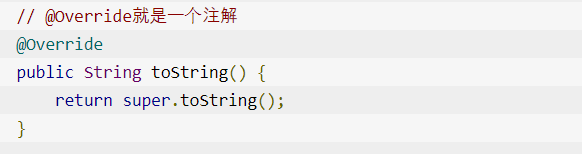 // @Override就是一个注解
@Override
public String toString() {
    return super.toString();
}